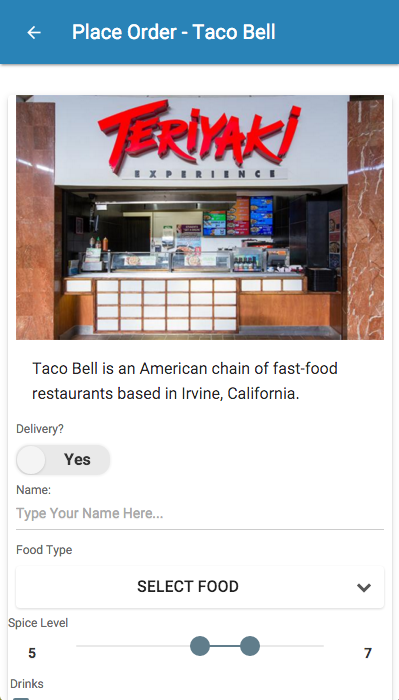 Place Order - Taco Bell
TERIYAKI
EXPERIENCE
Taco Bell is an American chain of fast-food
restaurants based in Irvine, California.
Delivery?
Yes
Name:
Type Your Name Here...
Food Type
SELECT FOOD
Spice Level
5
7
Drinks